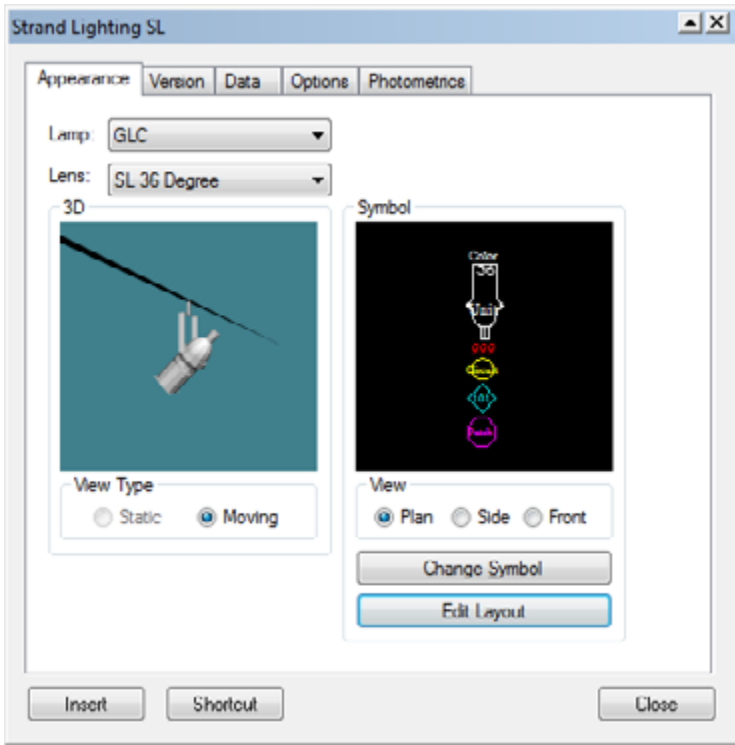 Strand Lighting SL
Appearance Version Data Options Photometrics
Lamp: GLC
Lens: SL 36 Degree
3D
Symbol
Color
36
Unit
000
View Type
View
Static Moving
Plan Side Front
Change Symbol
Edit Layout
Insert Shortcut Close